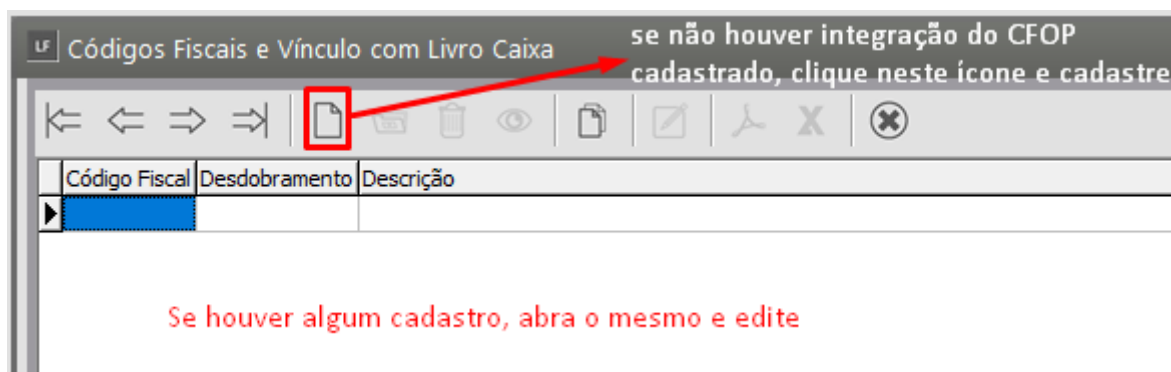 LF Códigos Fiscais e Vínculo com Livro Caixa
se não houver integração do CFOP
cadastrado, clique neste ícone e cadastre
X
Código Fiscal Desdobramento Descrição
Se houver algum cadastro, abra o mesmo e edite